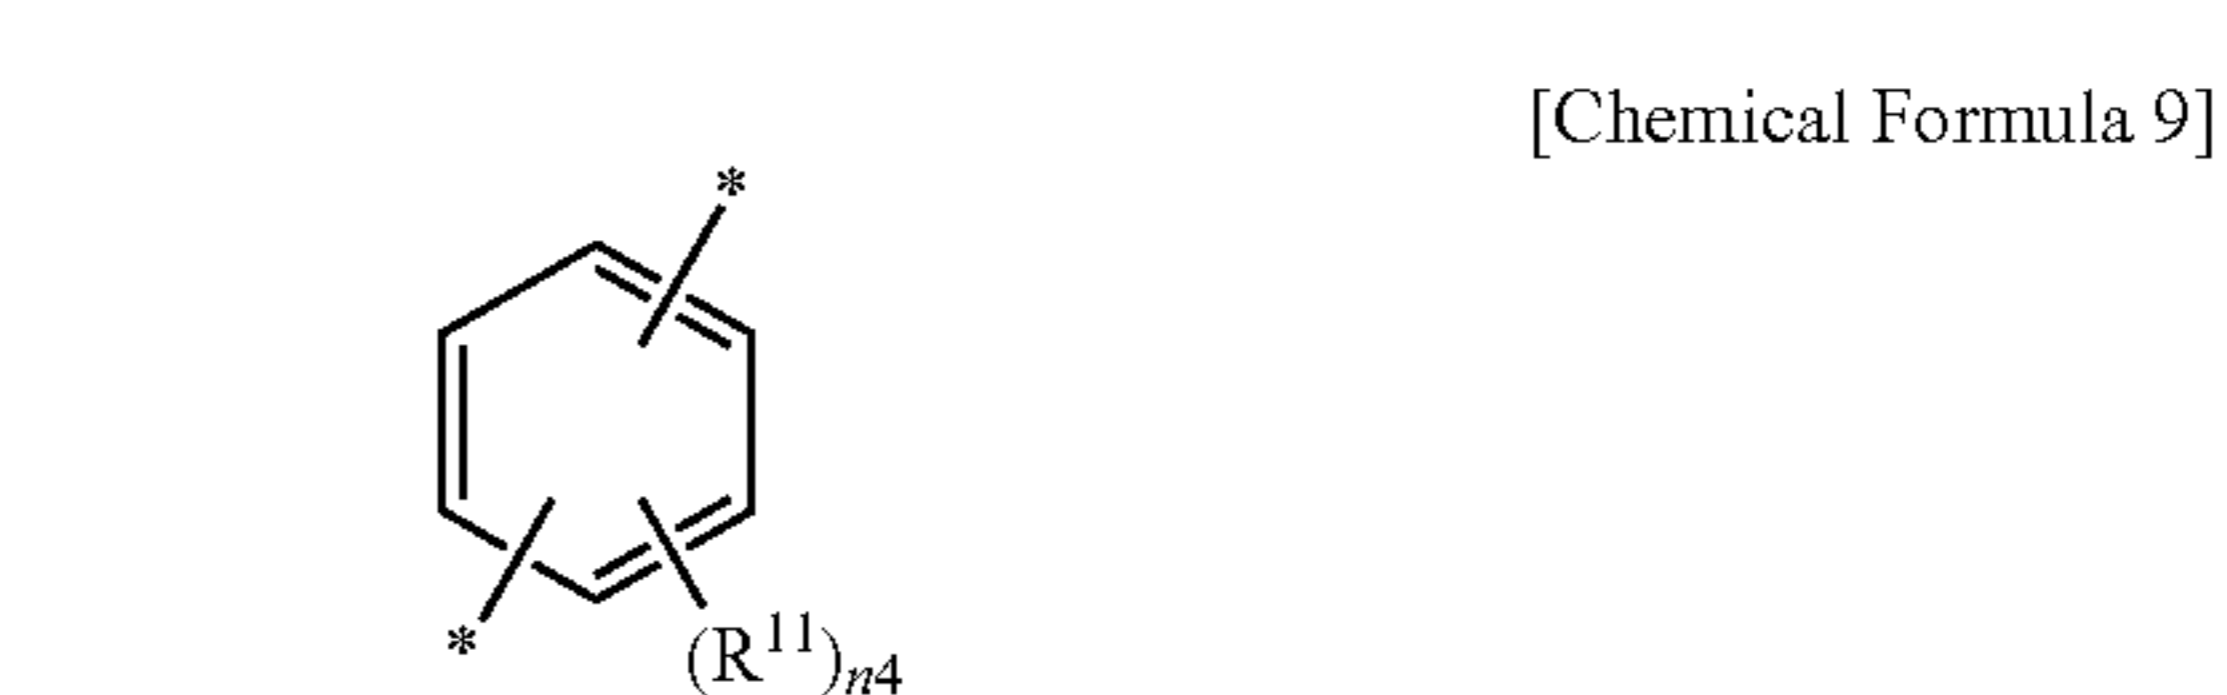 [Chemical Formula 9]
*
*
(R¹¹)ₙ₄